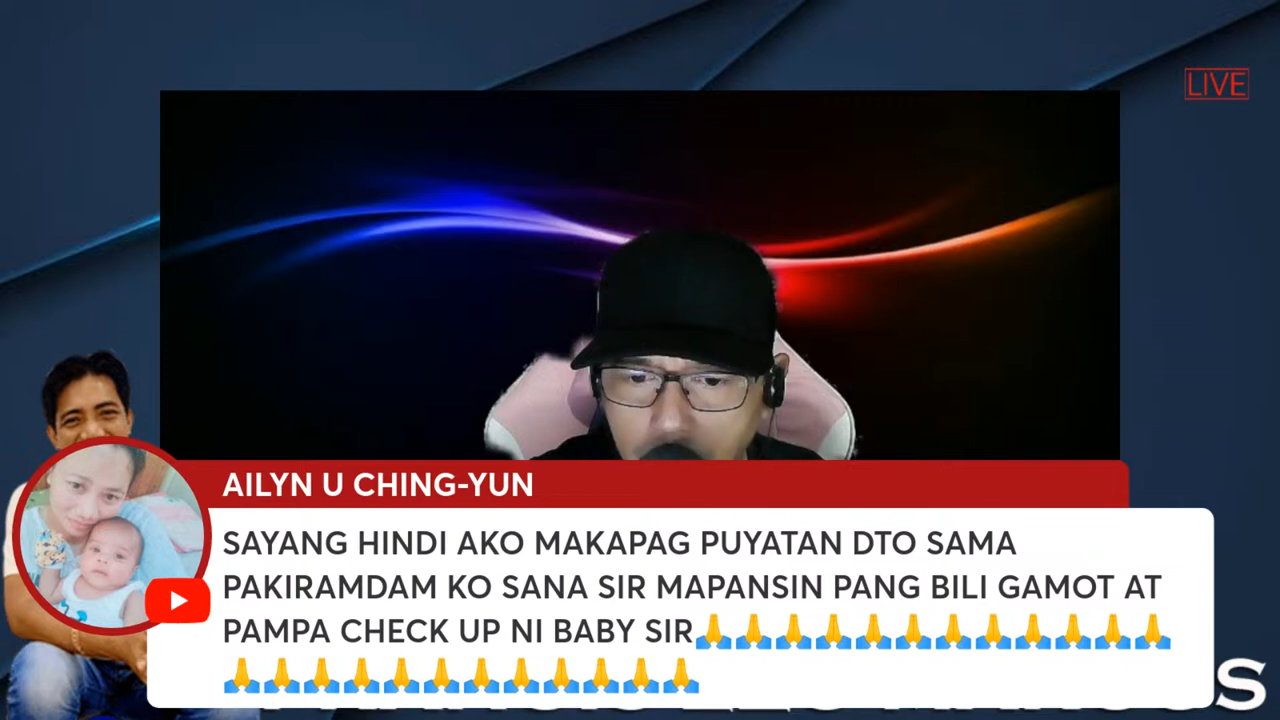 LIVE
AILYN U CHING-YUN
SAYANG HINDI AKO MAKAPAG PUYATAN DTO SAMA
PAKIRAMDAM KO SANA SIR MAPANSIN PANG BILI GAMOT AT
PAMPA CHECK UP NI BABY SIR🙏🙏🙏🙏🙏🙏🙏🙏🙏🙏🙏🙏
🙏🙏🙏🙏🙏🙏🙏🙏🙏🙏🙏🙏